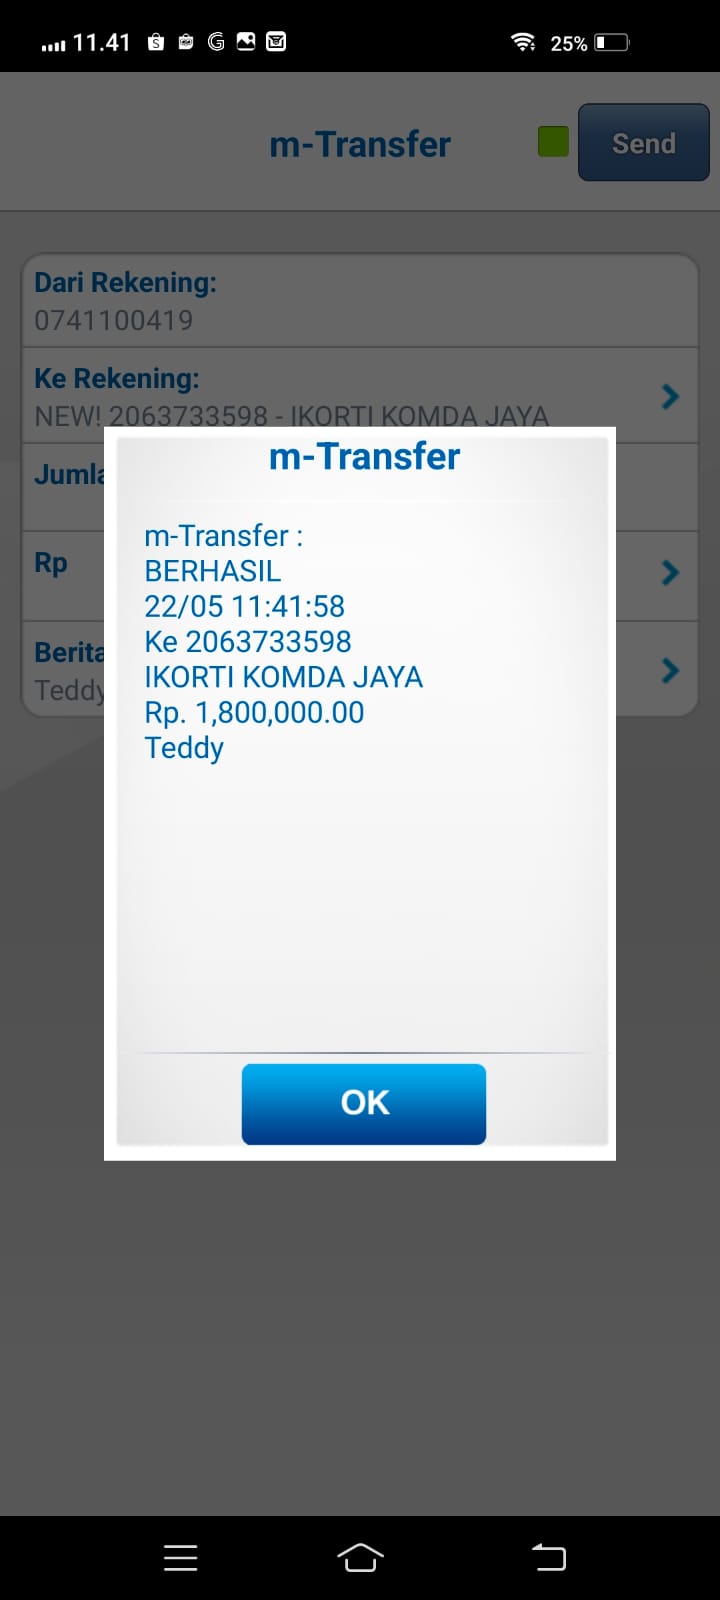 11.41
25%
m-Transfer
Send
Dari Rekening:
0741100419
Ke Rekening:
NEW! 2063733598 - IKORTI KOMDA JAYA
Jumla
Rp
Berita
Teddy
m-Transfer
m-Transfer :
BERHASIL
22/05 11:41:58
Ke 2063733598
IKORTI KOMDA JAYA
Rp. 1,800,000.00
Teddy
OK